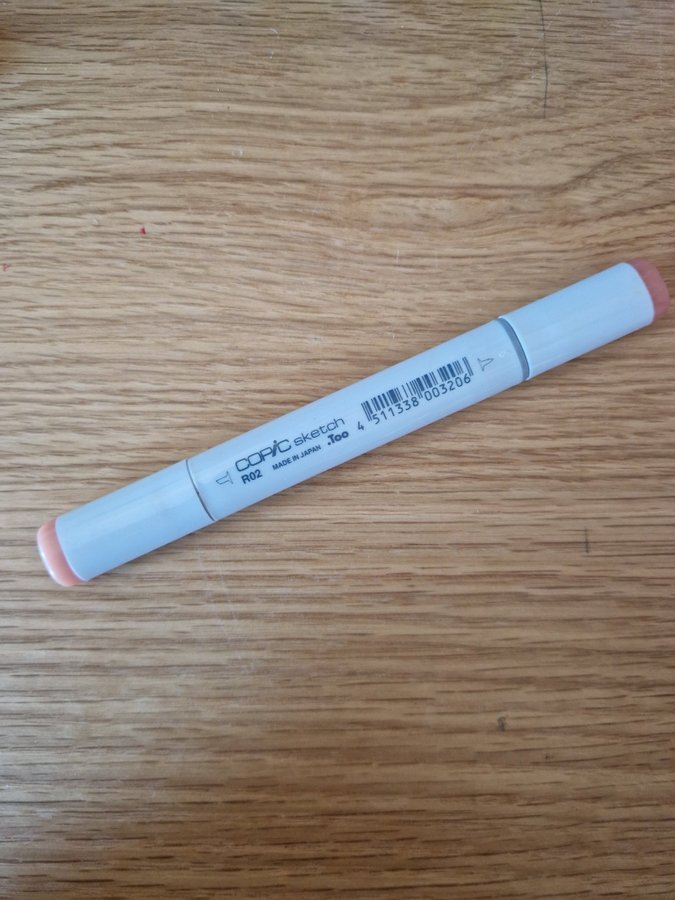 COPIC sketch
R02 MADE IN JAPAN .Too
4 511338 003206